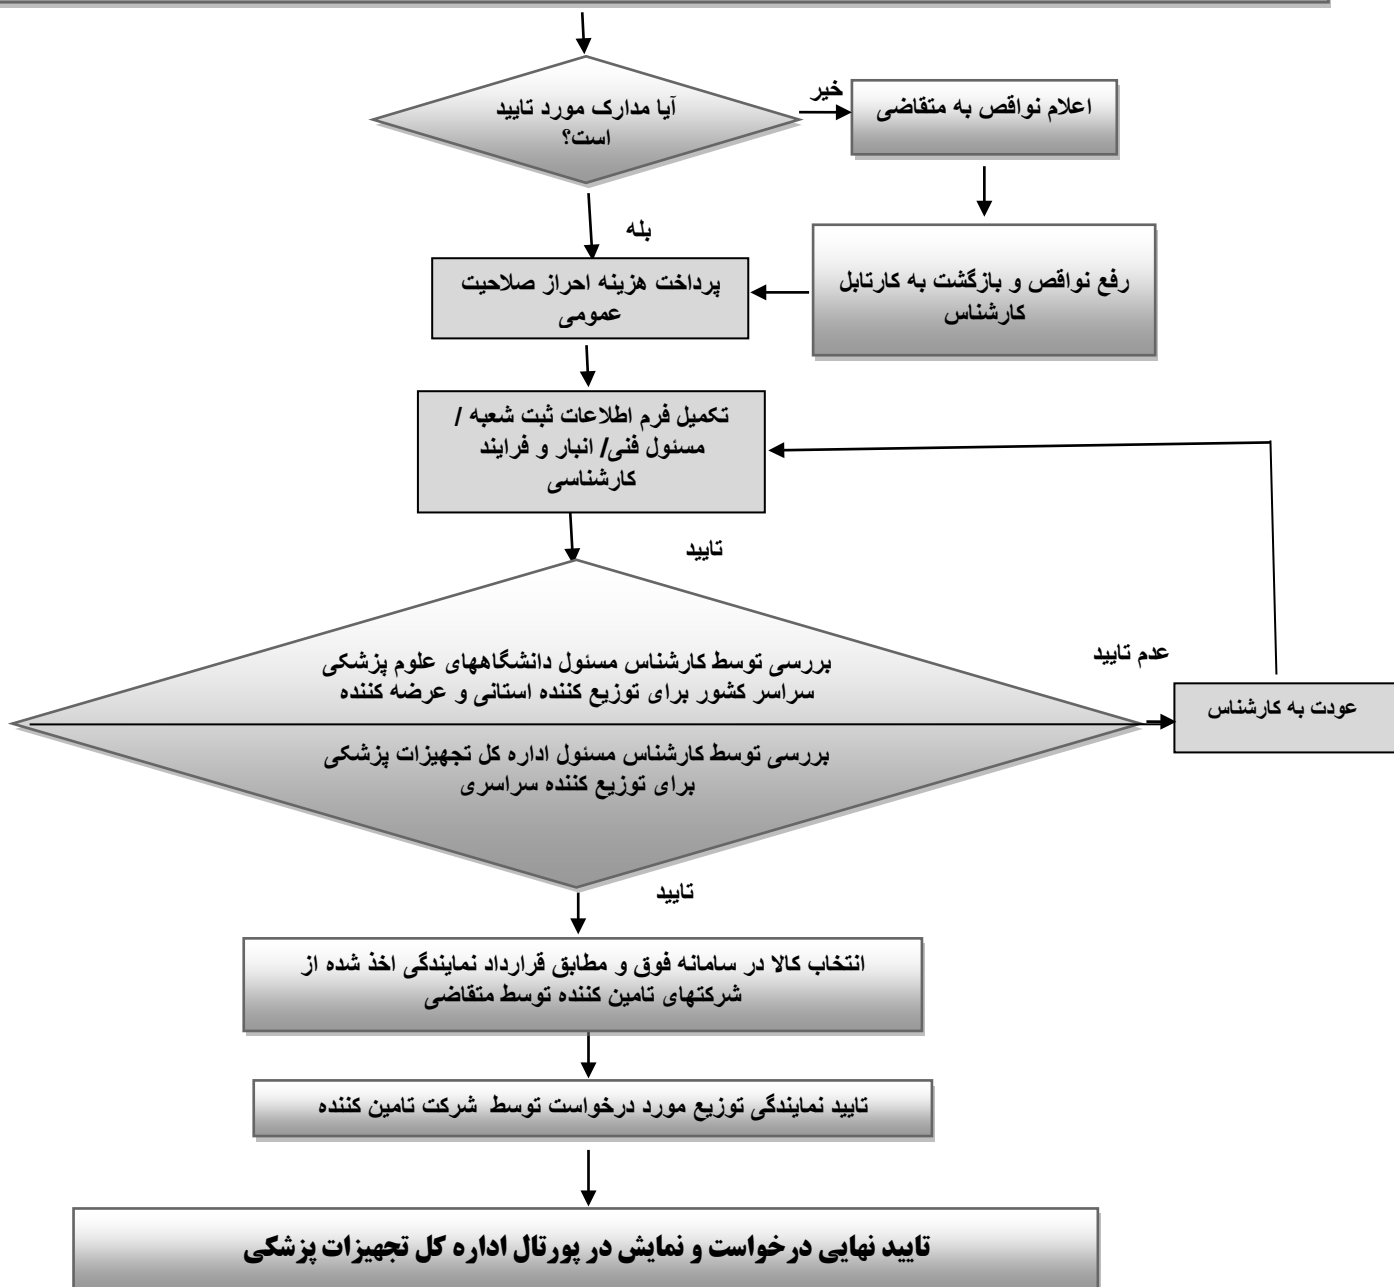 آیا مدارک مورد تایید
است؟
خیر
اعلام نواقص به متقاضی
بله
رفع نواقص و بازگشت به کارتابل
کارشناس
پرداخت هزینه احراز صلاحیت
عمومی
تکمیل فرم اطلاعات ثبت شعبه /
مسئول فنی/ انبار و فرایند
کارشناسی
تایید
بررسی توسط کارشناس مسئول دانشگاههای علوم پزشکی
سراسر کشور برای توزیع کننده استانی و عرضه کننده
عدم تایید
عودت به کارشناس
بررسی توسط کارشناس مسئول اداره کل تجهیزات پزشکی
برای توزیع کننده سراسری
تایید
انتخاب کالا در سامانه فوق و مطابق قرارداد نمایندگی اخذ شده از
شرکتهای تامین کننده توسط متقاضی
تایید نمایندگی توزیع مورد درخواست توسط شرکت تامین کننده
تایید نهایی درخواست و نمایش در پورتال اداره کل تجهیزات پزشکی